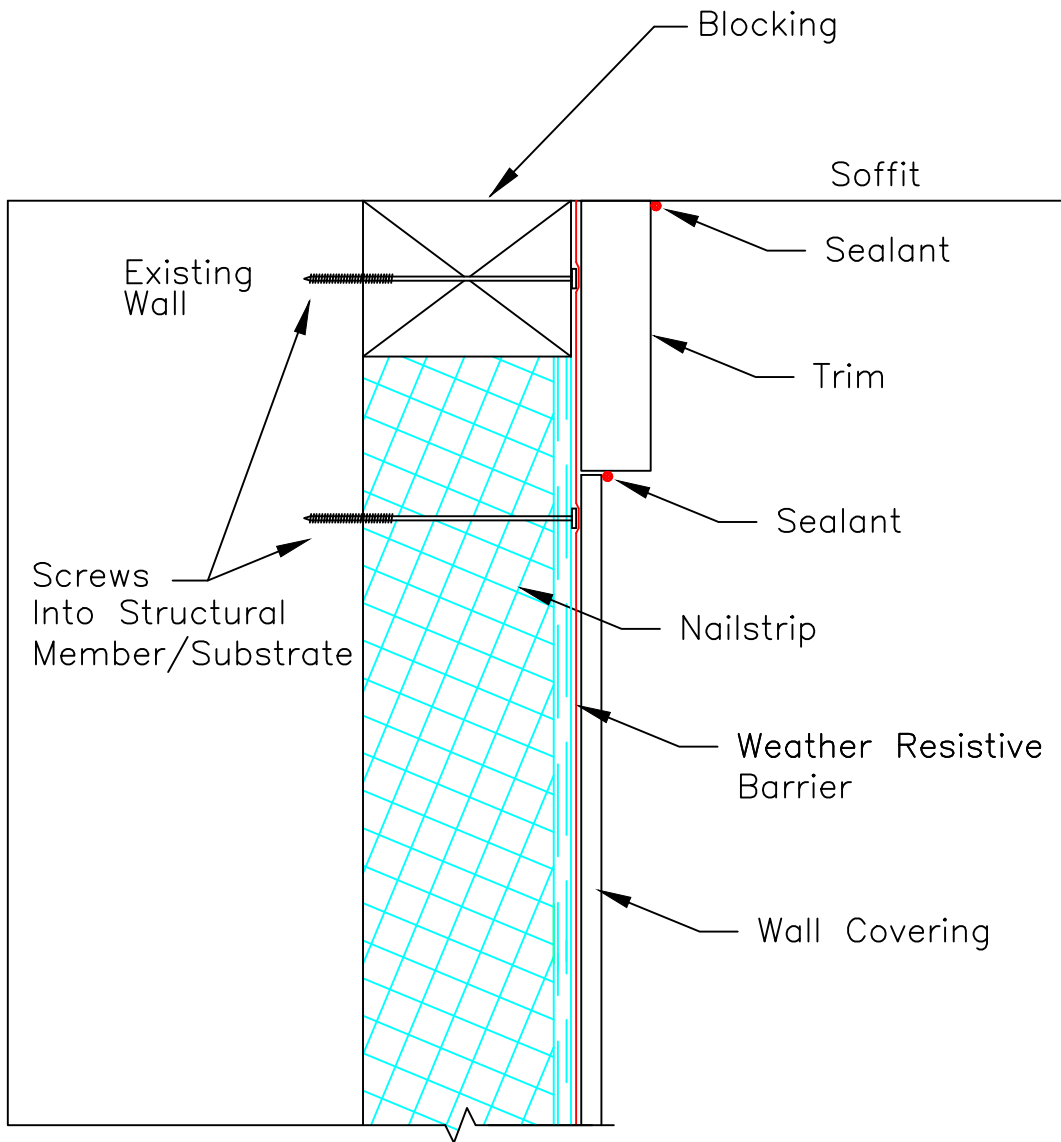 Blocking
Soffit
Sealant
Existing
Wall
Trim
Sealant
Screws
Into Structural
Member/Substrate
Nailstrip
Weather Resistive
Barrier
Wall Covering